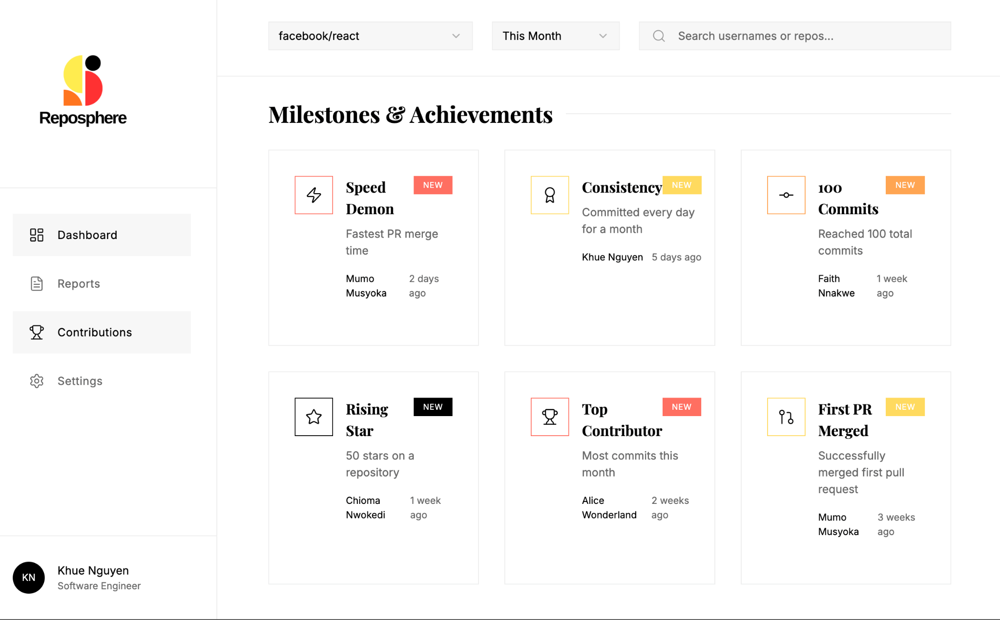 Reposphere
Dashboard
Reports
Contributions
Settings
KN
Khue Nguyen
Software Engineer
facebook/react
This Month
Search usernames or repos...
Milestones & Achievements
Speed
Demon
NEW
Fastest PR merge
time
Mumo
Musyoka
2 days
ago
Consistency
NEW
Committed every day
for a month
Khue Nguyen
5 days ago
100
Commits
NEW
Reached 100 total
commits
Faith
Nnakwe
1 week
ago
Rising
Star
NEW
50 stars on a
repository
Chioma
Nwokedi
1 week
ago
Top
Contributor
NEW
Most commits this
month
Alice
Wonderland
2 weeks
ago
First PR
Merged
NEW
Successfully
merged first pull
request
Mumo
Musyoka
3 weeks
ago